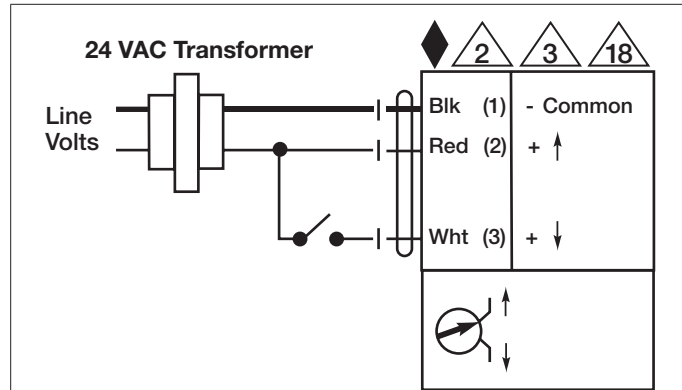 24 VAC Transformer
2 3 18
Line
Volts
Blk (1) - Common
Red (2) + ↑
Wht (3) + ↓